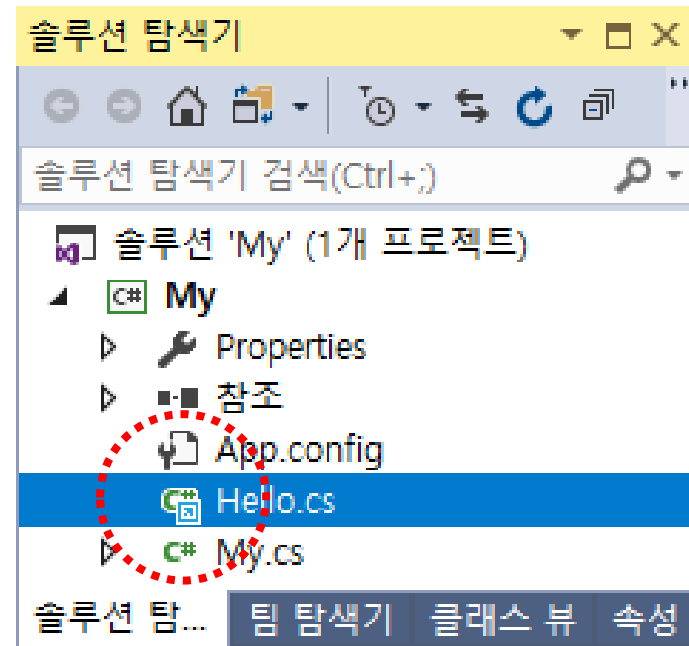 솔루션 탐색기
솔루션 탐색기 검색(Ctrl+;)
솔루션 'My' (1개 프로젝트)
C# My
Properties
참조
App.config
C# Hello.cs
C# My.cs
솔루션 탐... 팀 탐색기 클래스 뷰 속성